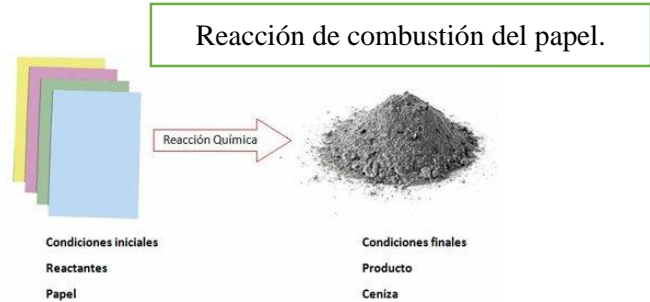 Reacción de combustión del papel.
Reacción Química
Condiciones iniciales
Reactantes
Papel
Condiciones finales
Producto
Ceniza